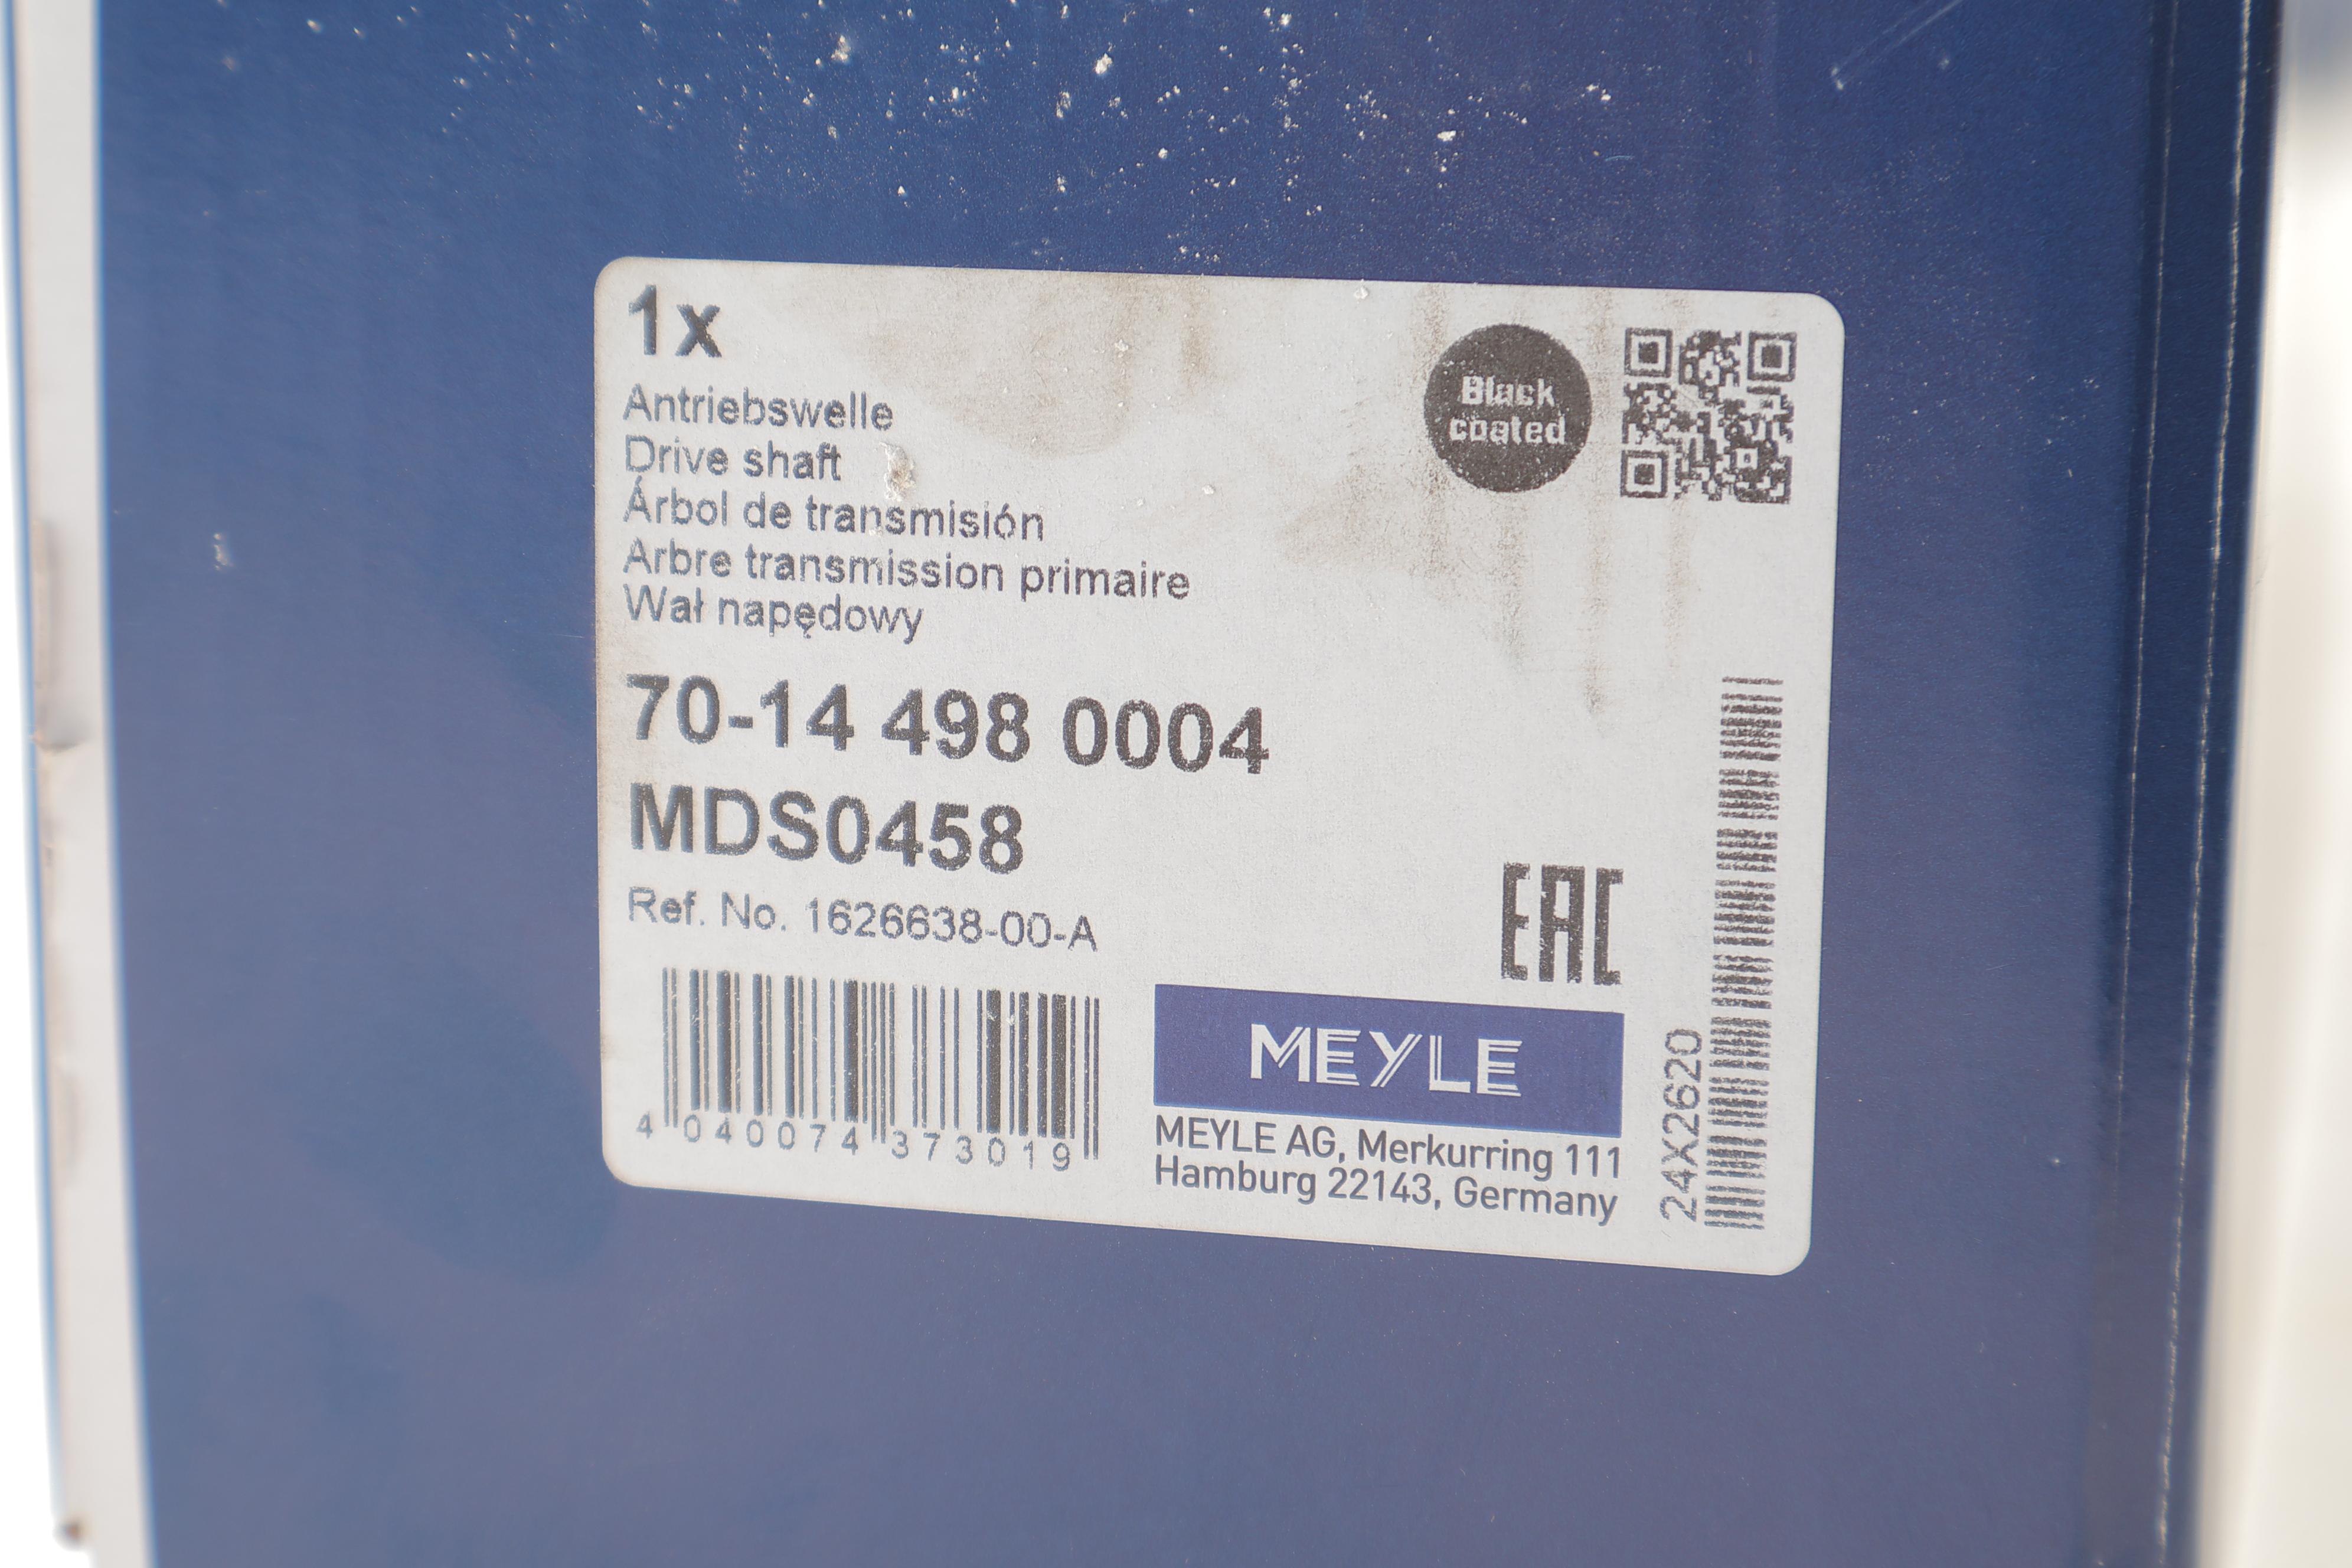 1x
Antriebswelle
Drive shaft
Árbol de transmisión
Arbre transmission primaire
Wał napędowy
Black
coated
70-14 498 0004
MDS0458
Ref. No. 1626638-00-A
EAC
4 040074 373019
MEYLE
MEYLE AG, Merkurring 111
Hamburg 22143, Germany
24X2620